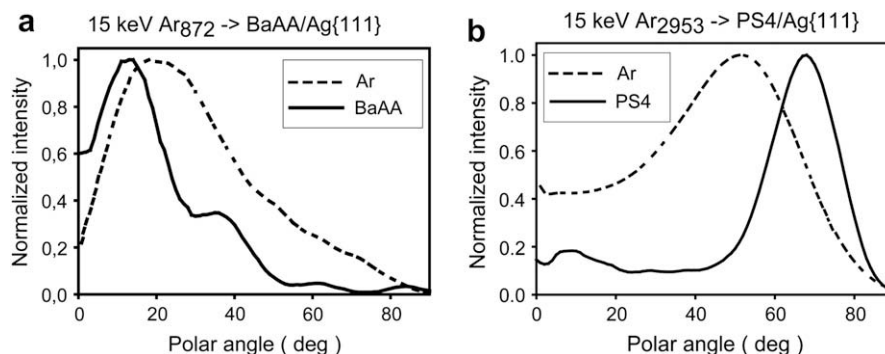 a
15 keV Ar872 -> BaAA/Ag{111}
Normalized intensity
1,0
0,8
0,6
0,4
0,2
0,0
Ar
BaAA
0
20
40
60
80
Polar angle ( deg )
b
15 keV Ar2953 -> PS4/Ag{111}
Normalized intensity
1.0
0.8
0.6
0.4
0.2
0.0
Ar
PS4
0
20
40
60
80
Polar angle ( deg )